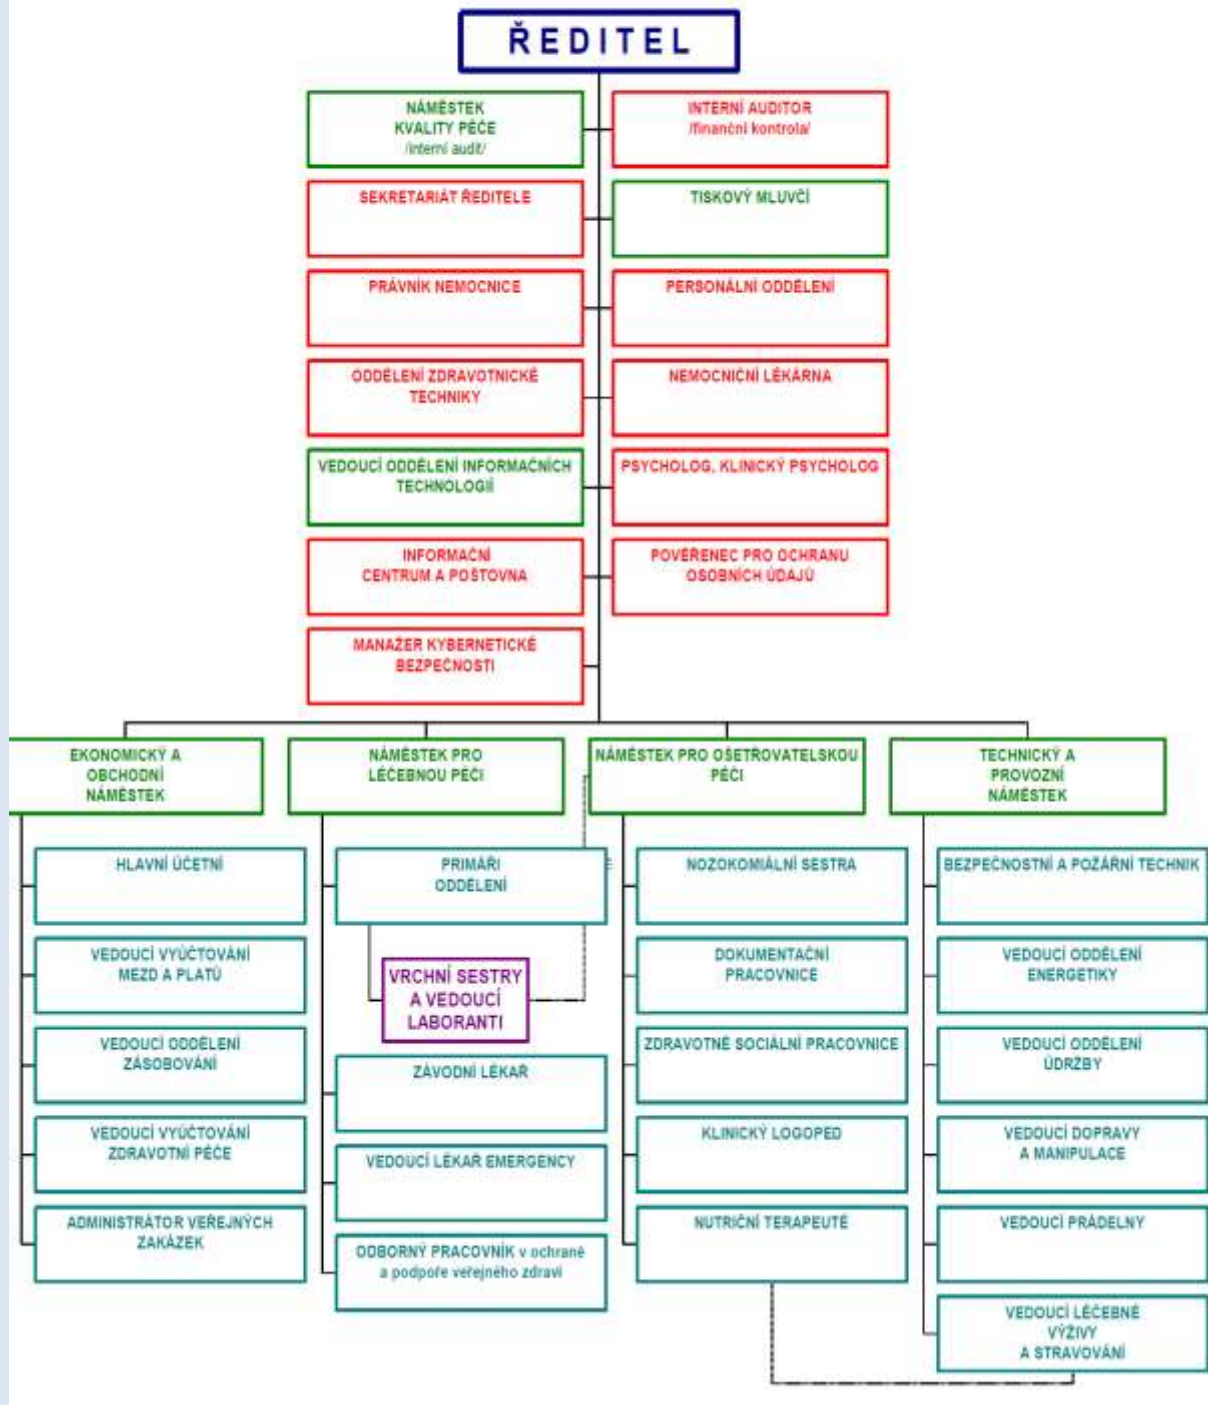 ŘEDITEL
NÁMĚSTEK
KVALITY PÉČE
/interní audit/
INTERNÍ AUDITOR
/finanční kontrola/
SEKRETARIÁT ŘEDITELE
TISKOVÝ MLUVČÍ
PRÁVNÍK NEMOCNICE
PERSONÁLNÍ ODDĚLENÍ
ODDĚLENÍ ZDRAVOTNICKÉ
TECHNIKY
NEMOCNIČNÍ LÉKÁRNA
VEDOUCÍ ODDĚLENÍ INFORMAČNÍCH
TECHNOLOGIÍ
PSYCHOLOG, KLINICKÝ PSYCHOLOG
INFORMAČNÍ
CENTRUM A POŠTOVNA
POVĚŘENEC PRO OCHRANU
OSOBNÍCH ÚDAJŮ
MANAŽER KYBERNETICKÉ
BEZPEČNOSTI
EKONOMICKÝ A
OBCHODNÍ
NÁMĚSTEK
NÁMĚSTEK PRO
LÉČEBNOU PÉČI
NÁMĚSTEK PRO OŠETŘOVATELSKOU
PÉČI
TECHNICKÝ A
PROVOZNÍ
NÁMĚSTEK
HLAVNÍ ÚČETNÍ
VEDOUCÍ VYÚČTOVÁNÍ
MEZD A PLATŮ
VEDOUCÍ ODDĚLENÍ
ZÁSOBOVÁNÍ
VEDOUCÍ VYÚČTOVÁNÍ
ZDRAVOTNÍ PÉČE
ADMINISTRÁTOR VEŘEJNÝCH
ZAKÁZEK
PRIMÁŘI
ODDĚLENÍ
VRCHNÍ SESTRY
A VEDOUCÍ
LABORANTI
ZÁVODNÍ LÉKAŘ
VEDOUCÍ LÉKAŘ EMERGENCY
ODBORNÝ PRACOVNÍK v ochraně
a podpoře veřejného zdraví
NOZOKOMIÁLNÍ SESTRA
DOKUMENTAČNÍ
PRACOVNICE
ZDRAVOTNĚ SOCIÁLNÍ PRACOVNICE
KLINICKÝ LOGOPED
NUTRIČNÍ TERAPEUTÉ
BEZPEČNOSTNÍ A POŽÁRNÍ TECHNIK
VEDOUCÍ ODDĚLENÍ
ENERGETIKY
VEDOUCÍ ODDĚLENÍ
ÚDRŽBY
VEDOUCÍ DOPRAVY
A MANIPULACE
VEDOUCÍ PRÁDELNY
VEDOUCÍ LÉČEBNÉ
VÝŽIVY
A STRAVOVÁNÍ